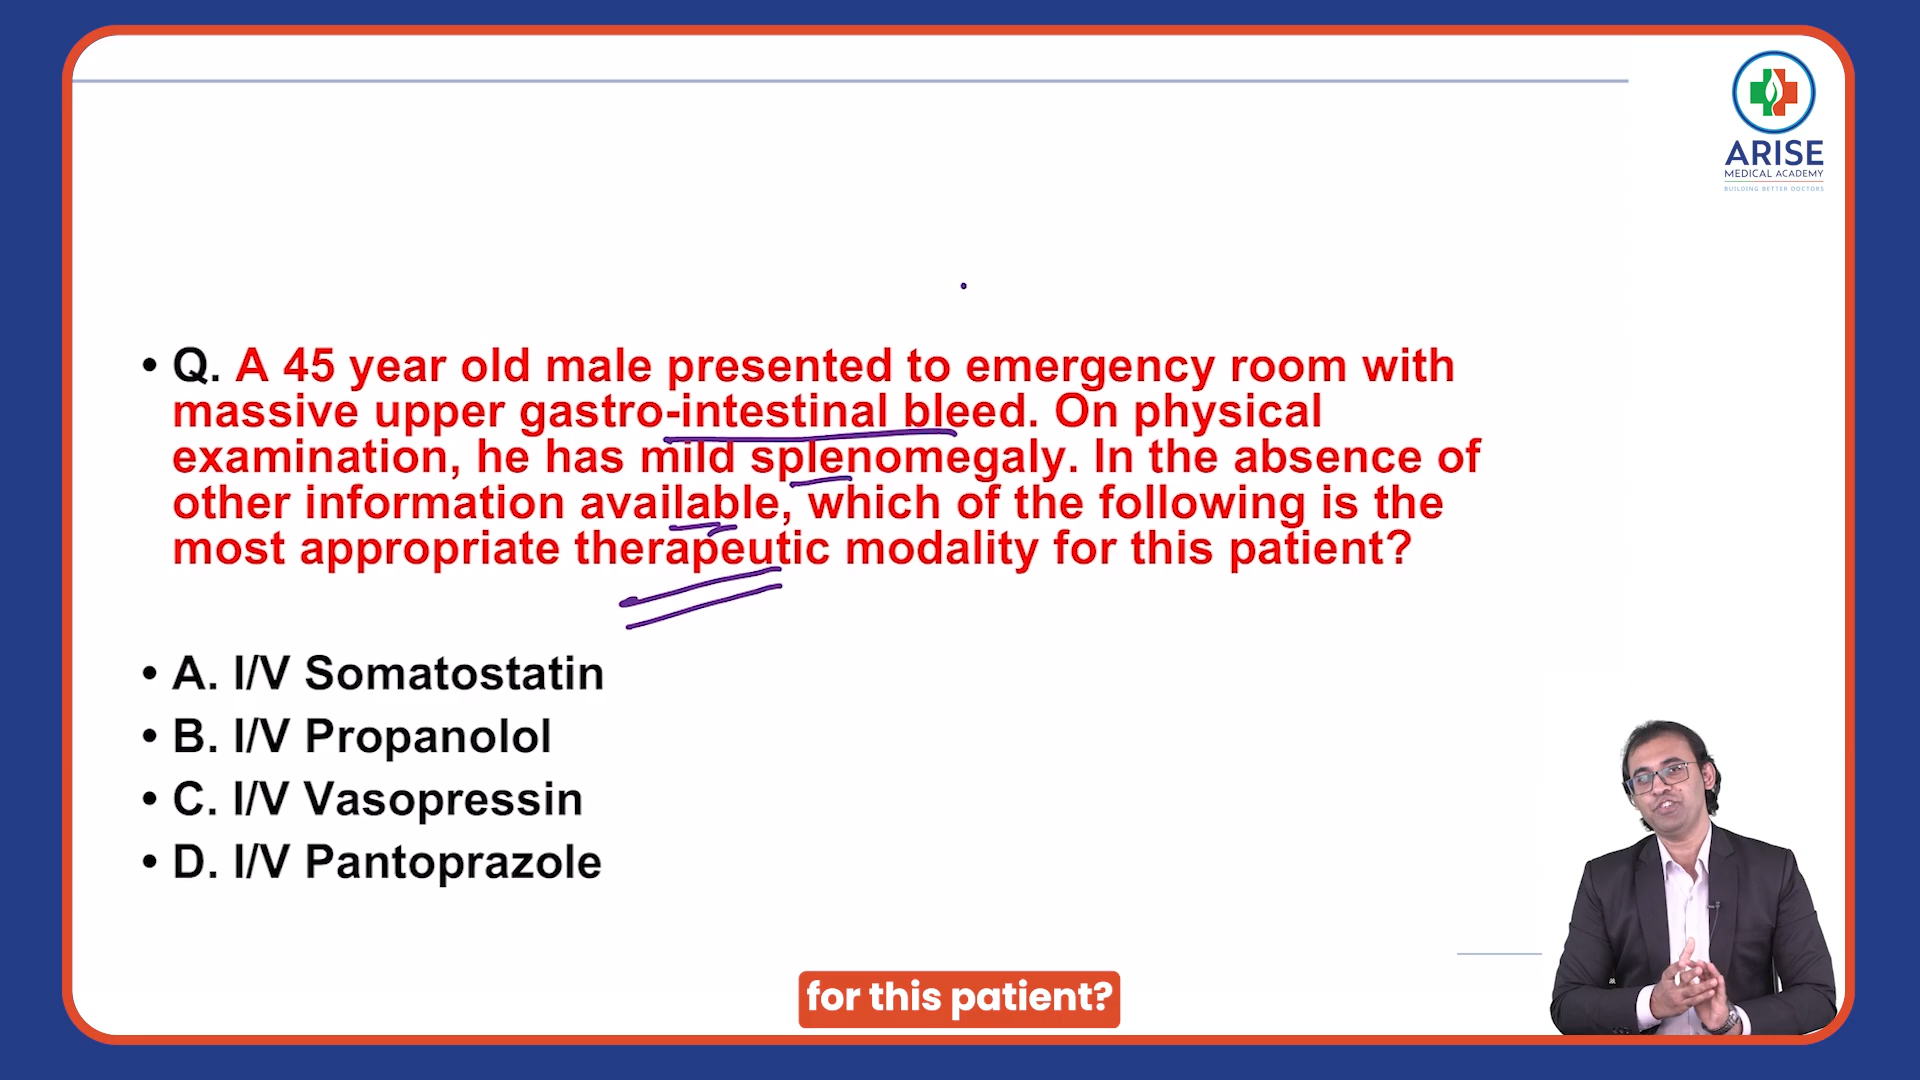 ARISE
MEDICAL ACADEMY
BUILDING BETTER DOCTORS
• Q. A 45 year old male presented to emergency room with
massive upper gastro-intestinal bleed. On physical
examination, he has mild splenomegaly. In the absence of
other information available, which of the following is the
most appropriate therapeutic modality for this patient?
• A. I/V Somatostatin
• B. I/V Propanolol
• C. I/V Vasopressin
• D. I/V Pantoprazole
for this patient?